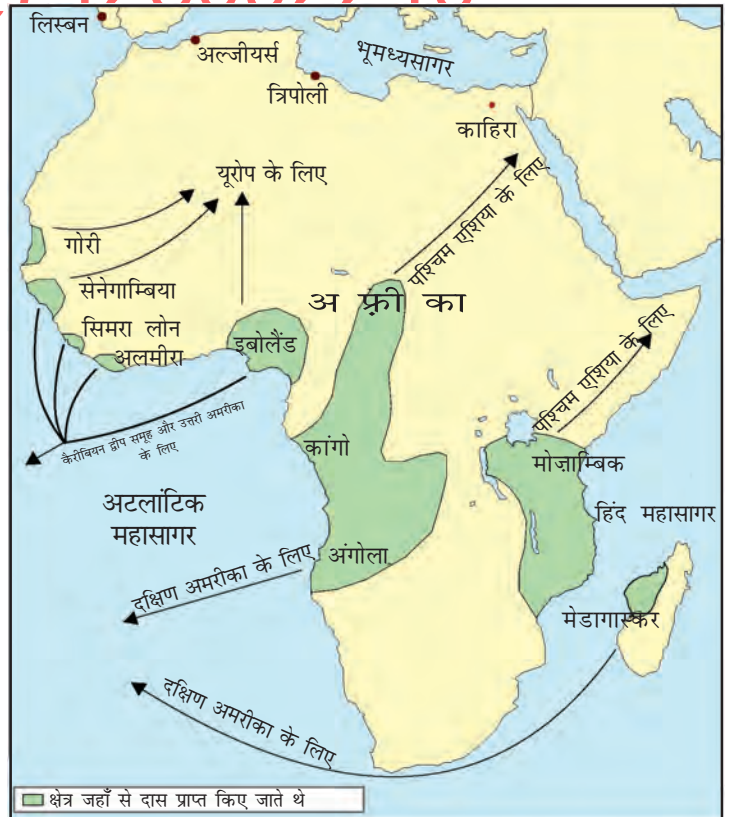 लिस्बन
अल्जीयर्स
भूमध्यसागर
त्रिपोली
काहिरा
यूरोप के लिए
पश्चिम एशिया के लिए
गोरी
सेनेगाम्बिया
अ फ़्री का
सिमरा लोन
इबोलैंड
अलमीरा
पश्चिम एशिया के लिए
कैरीबियन द्वीप समूह और उत्तरी अमरीका
के लिए
कांगो
मोज़ाम्बिक
अटलांटिक
महासागर
हिंद महासागर
अंगोला
दक्षिण अमरीका के लिए
मेडागास्कर
दक्षिण अमरीका के लिए
क्षेत्र जहाँ से दास प्राप्त किए जाते थे